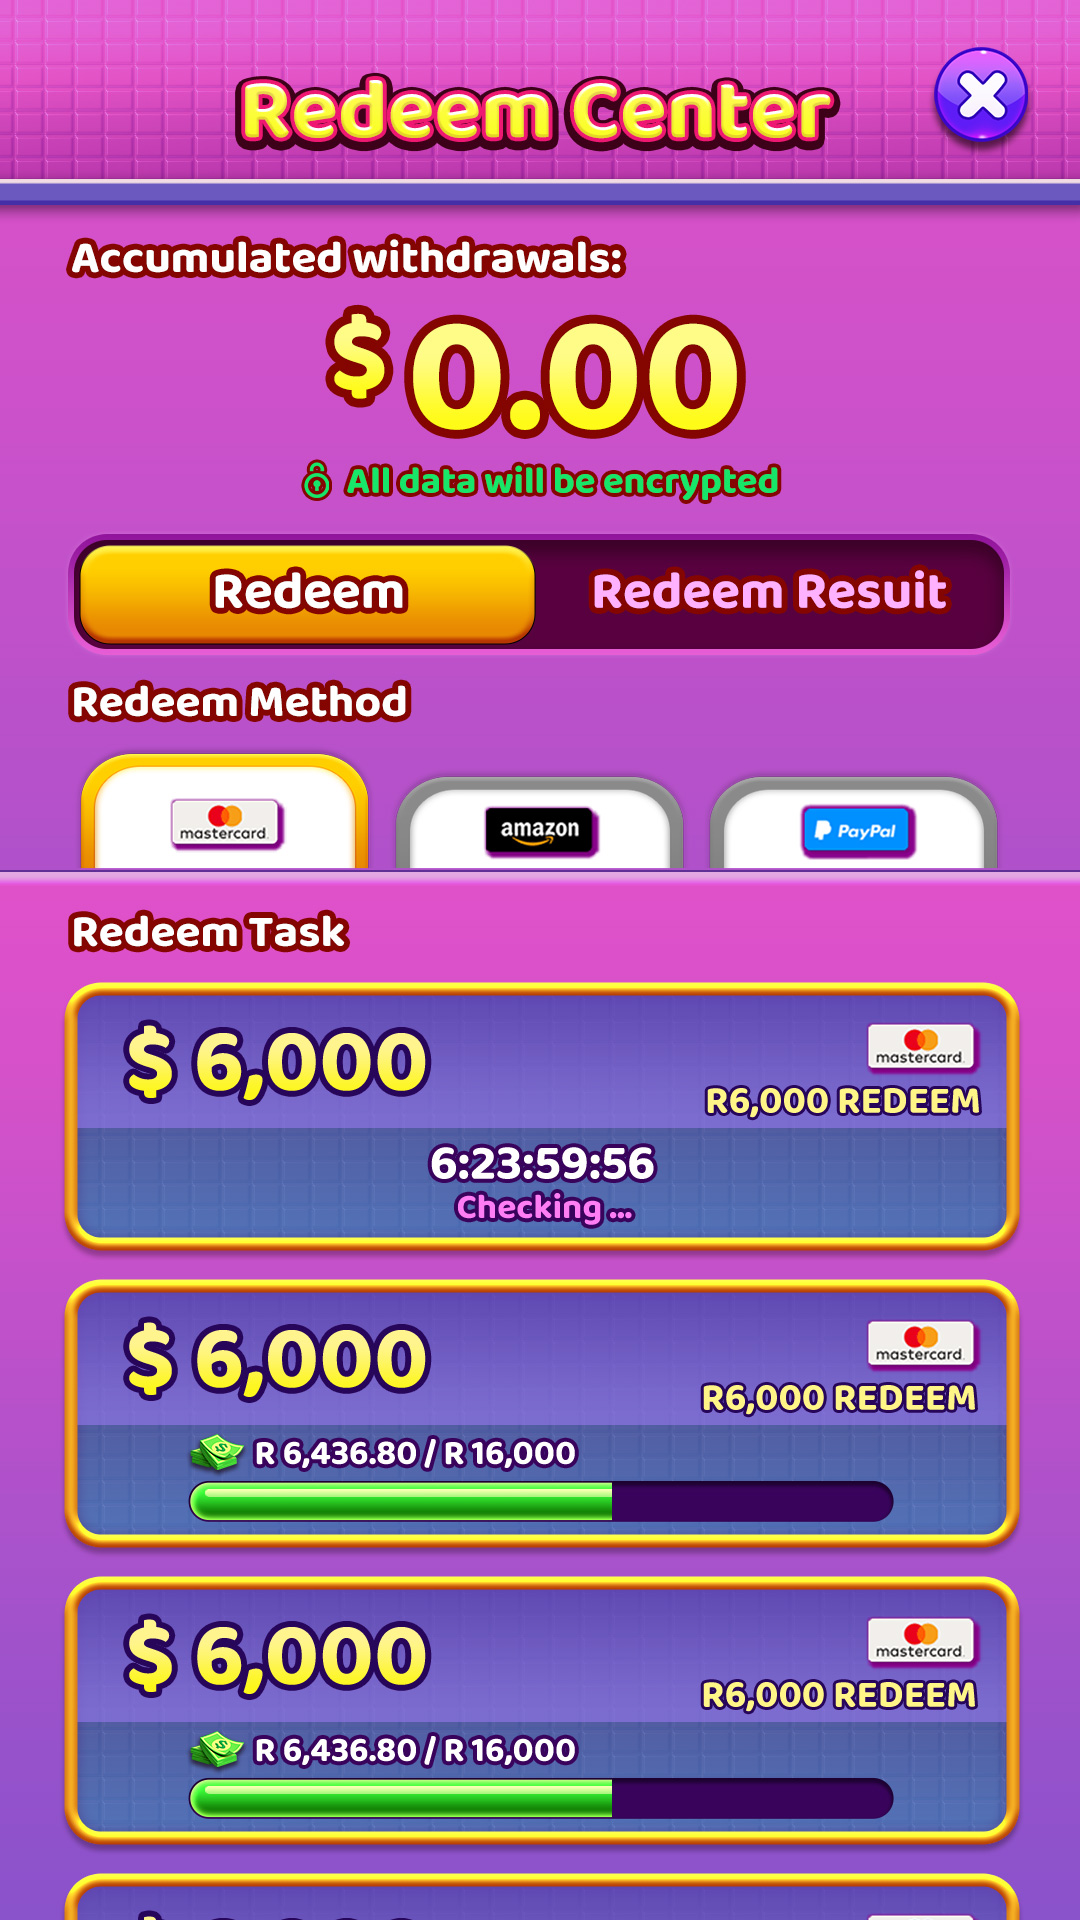 Redeem Center
Accumulated withdrawals:
$0.00
All data will be encrypted
Redeem
Redeem Resuit
Redeem Method
mastercard.
amazon
PayPal
Redeem Task
$ 6,000
mastercard.
R6,000 REDEEM
6:23:59:56
Checking ...
$ 6,000
mastercard.
R6,000 REDEEM
R 6,436.80 / R 16,000
$ 6,000
mastercard.
R6,000 REDEEM
R 6,436.80 / R 16,000